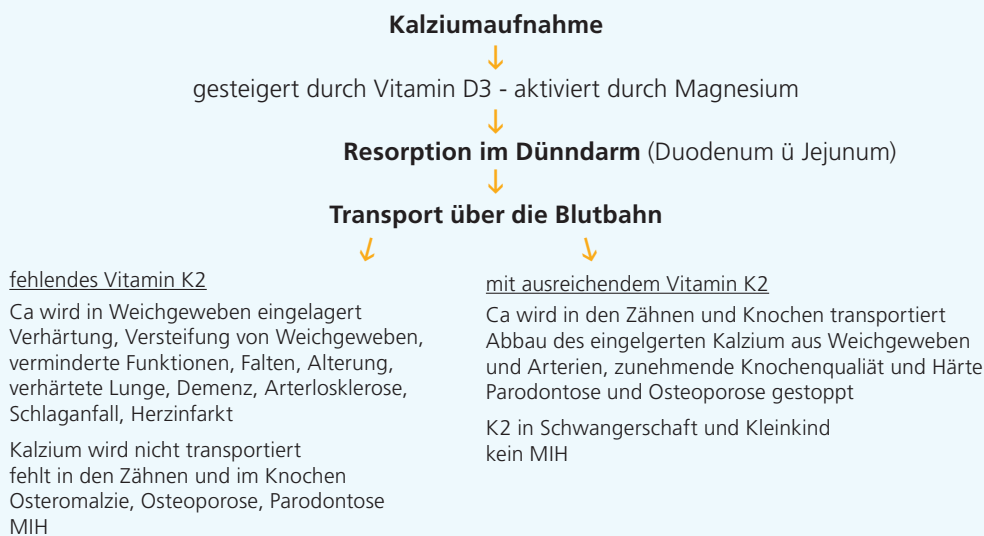 Kalziumaufnahme
gesteigert durch Vitamin D3 - aktiviert durch Magnesium
Resorption im Dünndarm (Duodenum ü Jejunum)
Transport über die Blutbahn
fehlendes Vitamin K2
Ca wird in Weichgeweben eingelagert
Verhärtung, Versteifung von Weichgeweben,
verminderte Funktionen, Falten, Alterung,
verhärtete Lunge, Demenz, Arterlosklerose,
Schlaganfall, Herzinfarkt
Kalzium wird nicht transportiert
fehlt in den Zähnen und im Knochen
Osteromalzie, Osteoporose, Parodontose
MIH
mit ausreichendem Vitamin K2
Ca wird in den Zähnen und Knochen transportiert
Abbau des eingelgerten Kalzium aus Weichgeweben
und Arterien, zunehmende Knochenqualiät und Härte
Parodontose und Osteoporose gestoppt
K2 in Schwangerschaft und Kleinkind
kein MIH